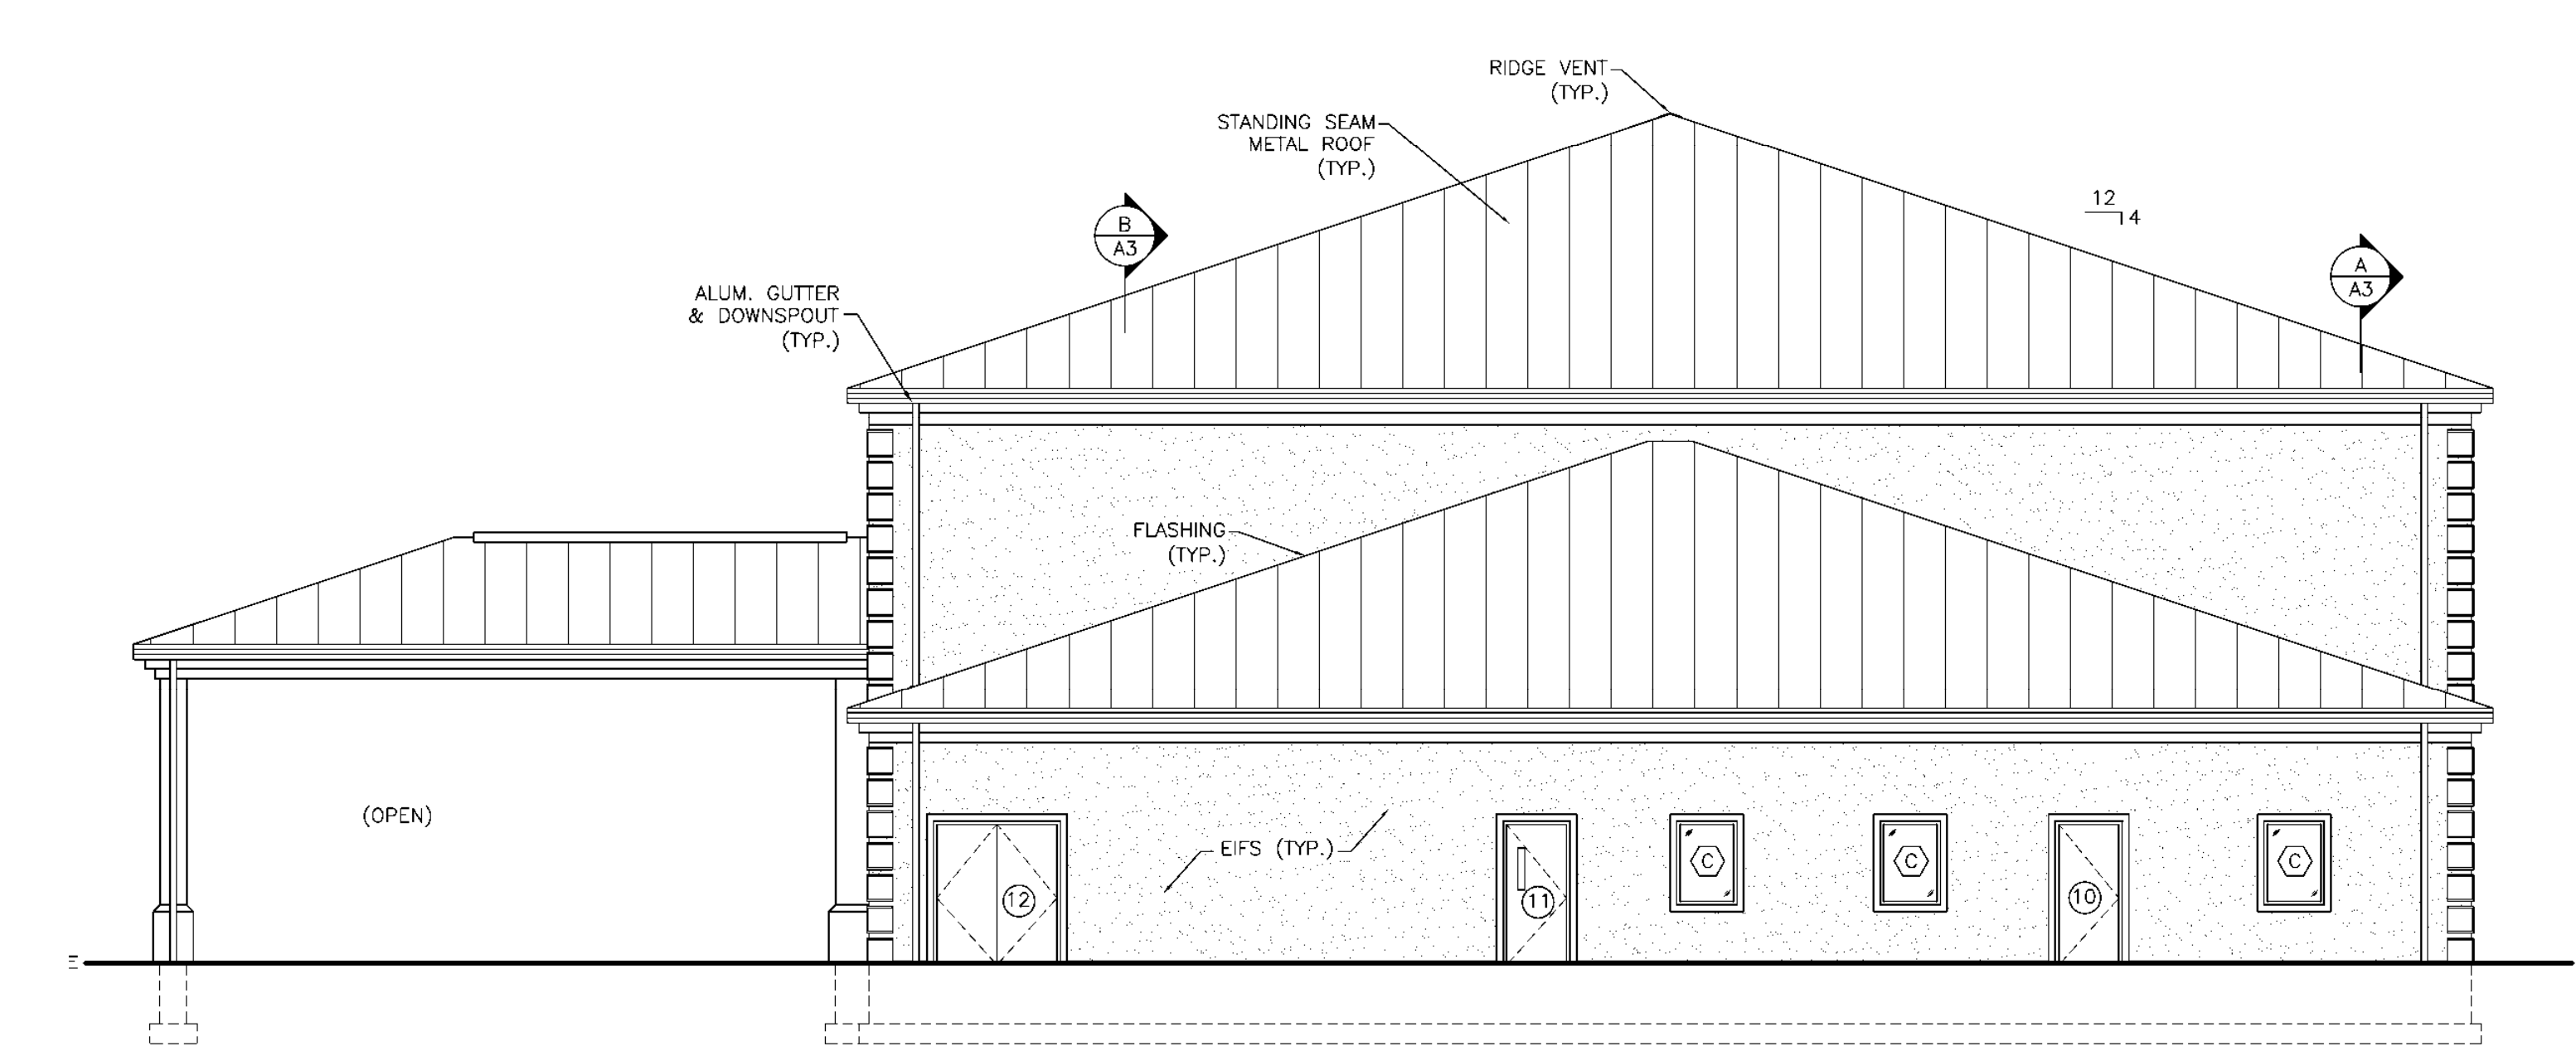 RIDGE VENT
(TYP.)
STANDING SEAM
METAL ROOF
(TYP.)
12
4
B
A3
A
A3
ALUM. GUTTER
& DOWNSPOUT
(TYP.)
FLASHING
(TYP.)
(OPEN)
EIFS (TYP.)
C
C
C
12
11
10